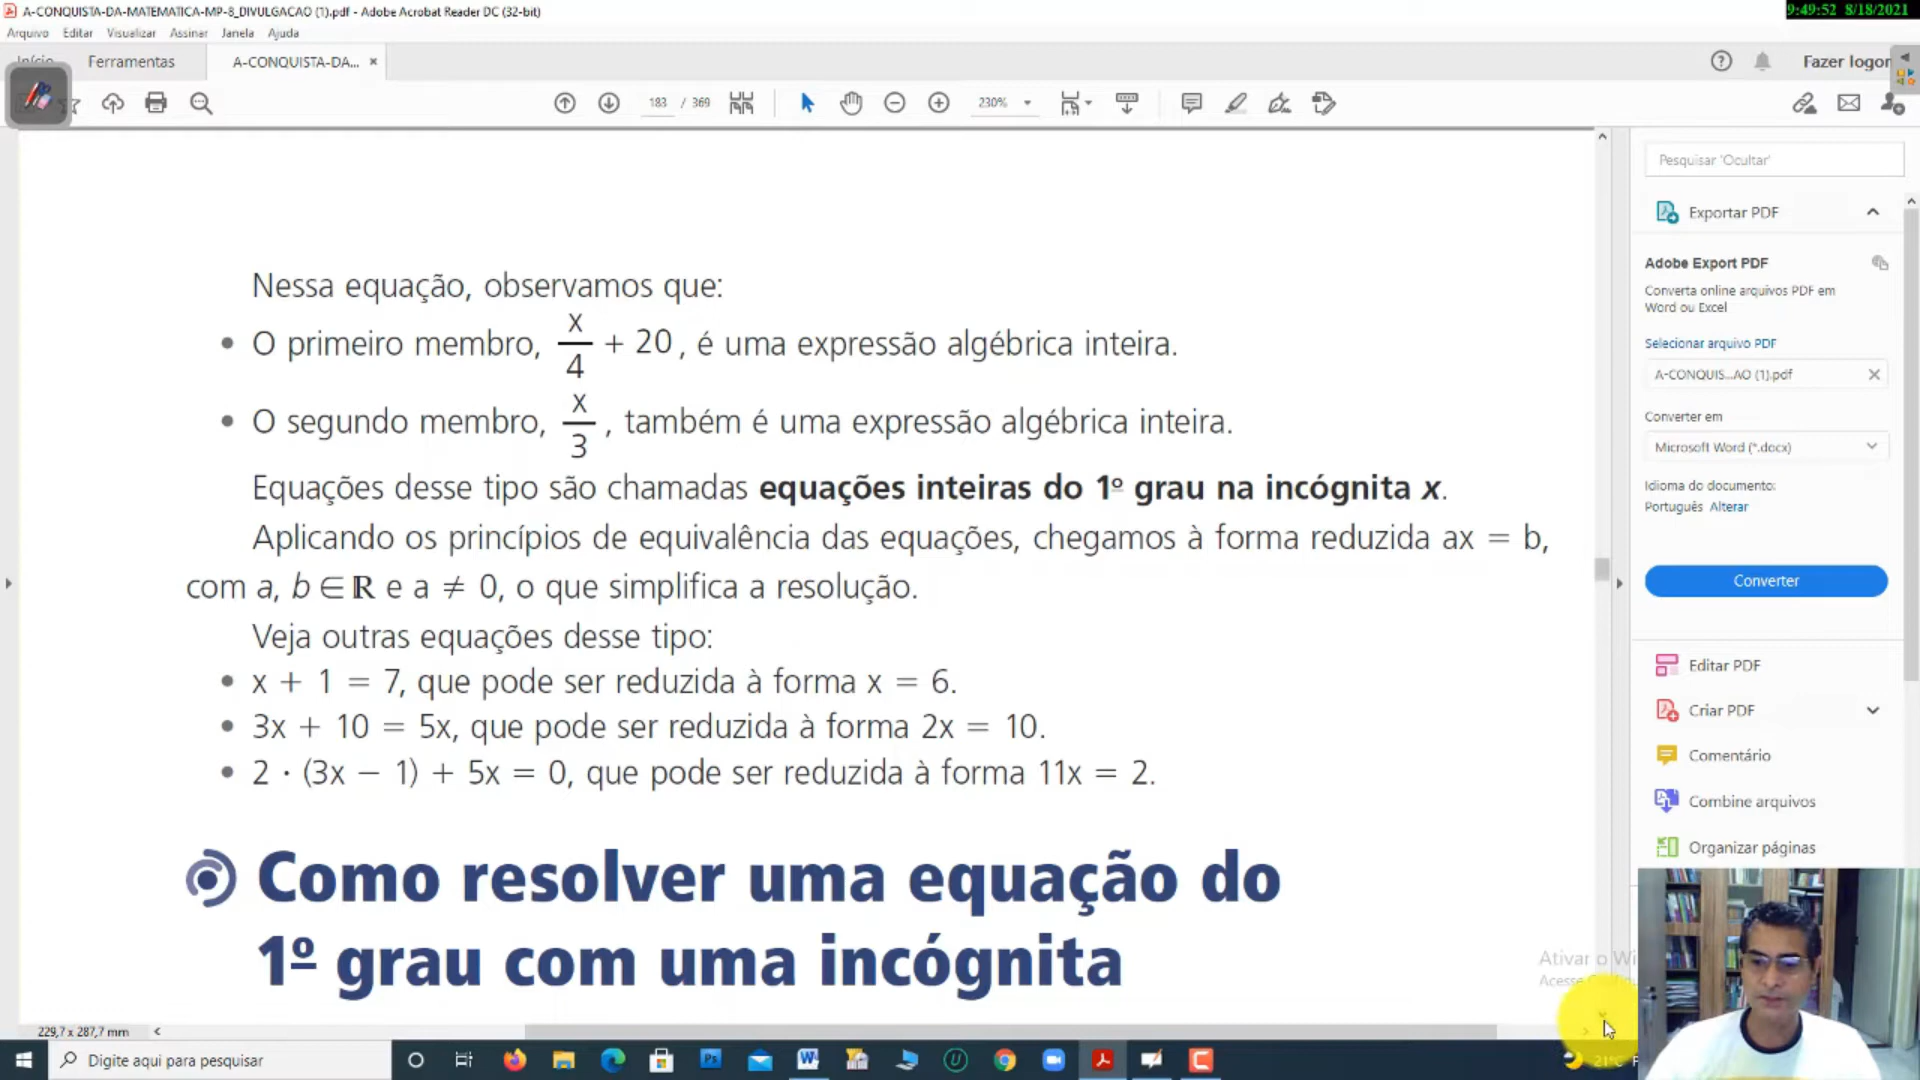 A-CONQUISTA-DA-MATEMATICA-MP-8_DIVULGACAO (1).pdf - Adobe Acrobat Reader DC (32-bit)
9:49:52 8/18/2021
Arquivo Editar Visualizar Assinar Janela Ajuda
Início Ferramentas A-CONQUISTA-DA... ×
Fazer logon
183 / 369
230%
Pesquisar 'Ocultar'
Exportar PDF
Adobe Export PDF
Converta online arquivos PDF em
Word ou Excel
Selecionar arquivo PDF
A-CONQUIS...AO (1).pdf
Converter em
Microsoft Word (*.docx)
Idioma do documento:
Português Alterar
Converter
Editar PDF
Criar PDF
Comentário
Combine arquivos
Organizar páginas
Nessa equação, observamos que:
• O primeiro membro, x/4 + 20, é uma expressão algébrica inteira.
• O segundo membro, x/3, também é uma expressão algébrica inteira.
Equações desse tipo são chamadas equações inteiras do 1º grau na incógnita x.
Aplicando os princípios de equivalência das equações, chegamos à forma reduzida ax = b,
com a, b ∈ ℝ e a ≠ 0, o que simplifica a resolução.
Veja outras equações desse tipo:
• x + 1 = 7, que pode ser reduzida à forma x = 6.
• 3x + 10 = 5x, que pode ser reduzida à forma 2x = 10.
• 2 · (3x − 1) + 5x = 0, que pode ser reduzida à forma 11x = 2.
Como resolver uma equação do
1º grau com uma incógnita
Ativar o Wi
Acesse
229,7 x 287,7 mm
Digite aqui para pesquisar
21°C